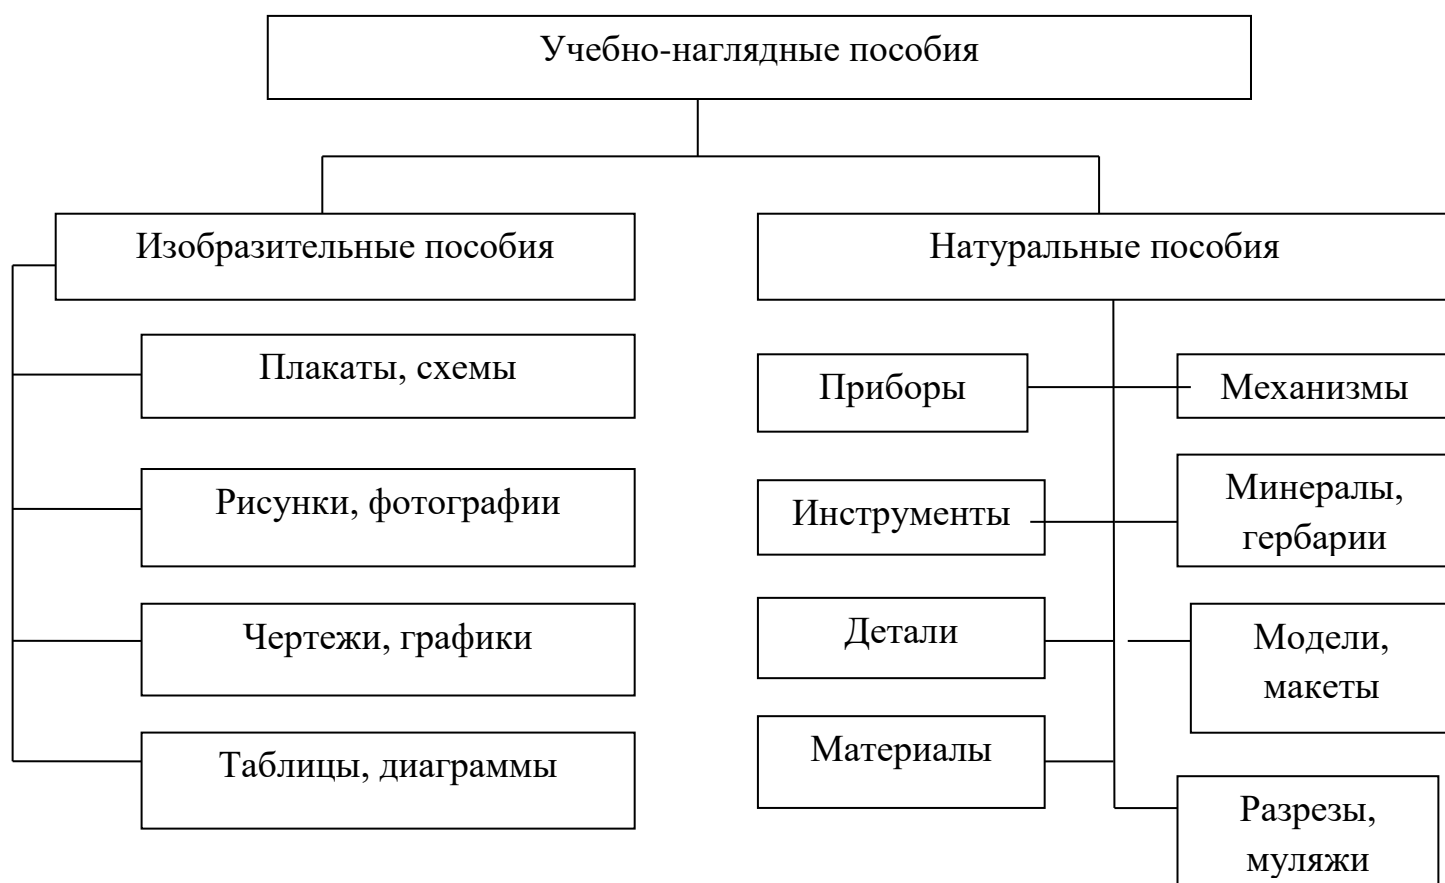 Учебно-наглядные пособия
Изобразительные пособия
Натуральные пособия
Плакаты, схемы
Рисунки, фотографии
Чертежи, графики
Таблицы, диаграммы
Приборы
Механизмы
Инструменты
Минералы,
гербарии
Детали
Модели,
макеты
Материалы
Разрезы,
муляжи